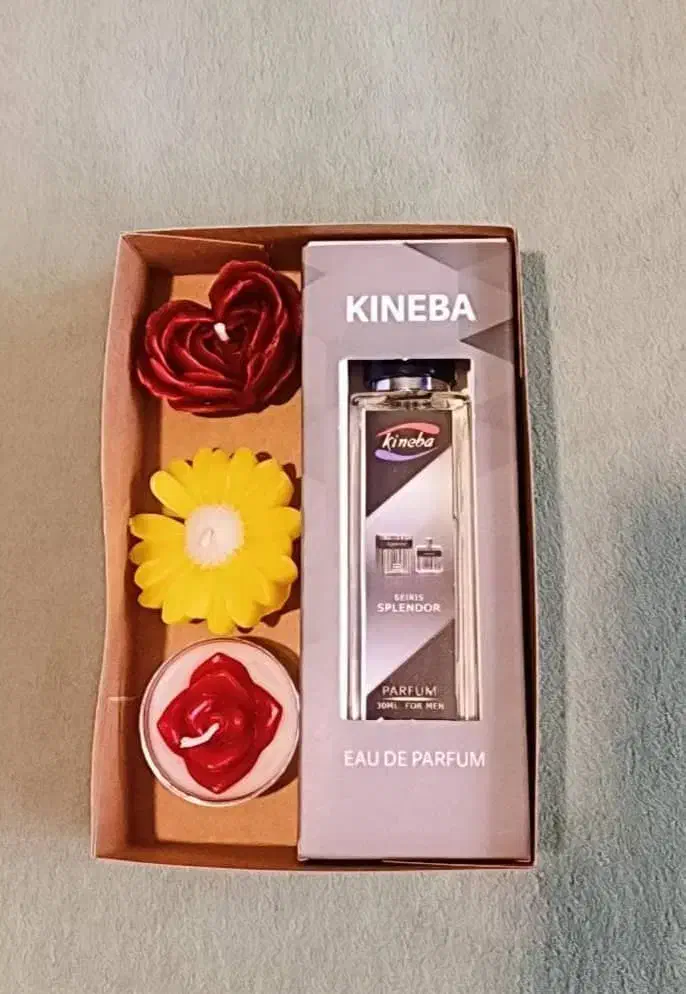 KINEBA
kineba
SEIRIS
SPLENDOR
PARFUM
30ML FOR MEN
EAU DE PARFUM